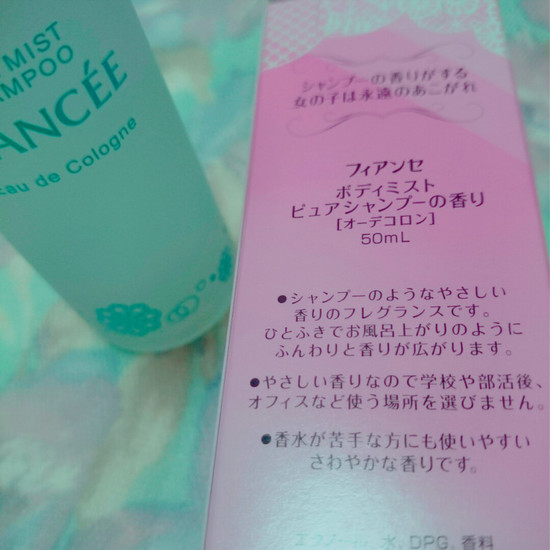 MIST
ANCÉE
eau de Cologne
シャンプーの香りがする
女の子は永遠のあこがれ
フィアンセ
ボディミスト
ピュアシャンプーの香り
[オーデコロン]
50mL
●シャンプーのようなやさしい
香りのフレグランスです。
ひとふきでお風呂上がりのように
ふんわりと香りが広がります。
●やさしい香りなので学校や部活後、
オフィスなど使う場所を選びません。
●香水が苦手な方にも使いやすい
さわやかな香りです。
エタノール、水、DPG、香料